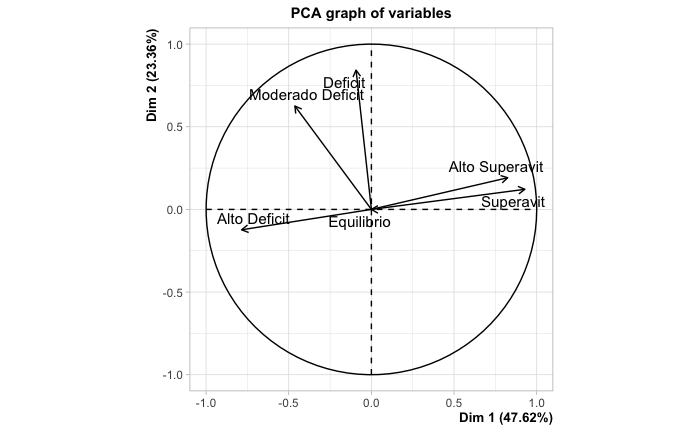 PCA graph of variables
Dim 2 (23.36%)
1.0
0.5
0.0
-0.5
-1.0
Deficit
Moderado Deficit
Alto Superavit
Superavit
Alto Deficit
Equilibrio
-1.0
-0.5
0.0
0.5
1.0
Dim 1 (47.62%)